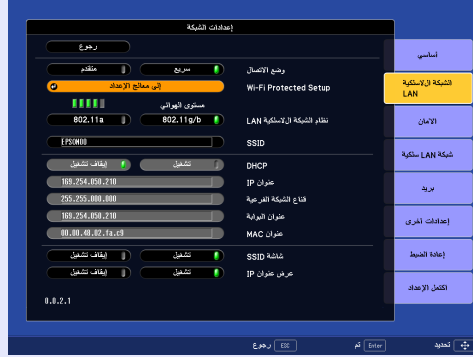 إعدادات الشبكة
رجوع
وضع الاتصال سريع متقدم
Wi-Fi Protected Setup إلى معالج الإعداد
مستوى الهوائي
نظام الشبكة اللاسلكية LAN 802.11g/b 802.11a
SSID EPSON00
DHCP تشغيل إيقاف تشغيل
عنوان IP 169.254.050.210
قناع الشبكة الفرعية 255.255.000.000
عنوان البوابة 169.254.050.210
عنوان MAC 00.00.48.02.fa.c9
شاشة SSID تشغيل إيقاف تشغيل
عرض عنوان IP تشغيل إيقاف تشغيل
0.0.2.1
أساسي
الشبكة اللاسلكية
LAN
الأمان
شبكة LAN سلكية
بريد
إعدادات أخرى
إعادة الضبط
اكتمل الإعداد
تحديد Enter تم ESC رجوع